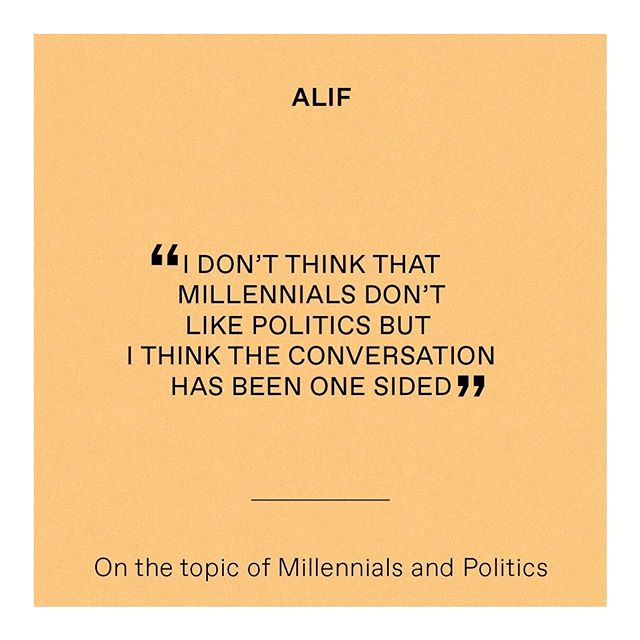 ALIF
❝I DON’T THINK THAT
MILLENNIALS DON’T
LIKE POLITICS BUT
I THINK THE CONVERSATION
HAS BEEN ONE SIDED❞
On the topic of Millennials and Politics